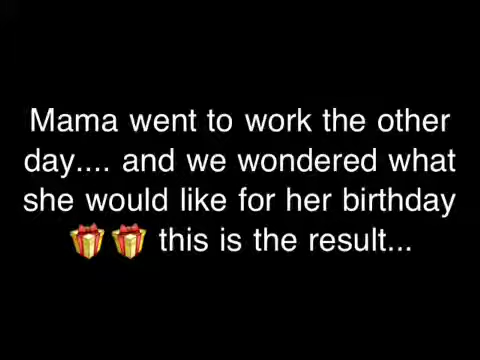 Mama went to work the other
day.... and we wondered what
she would like for her birthday
🎁🎁 this is the result...